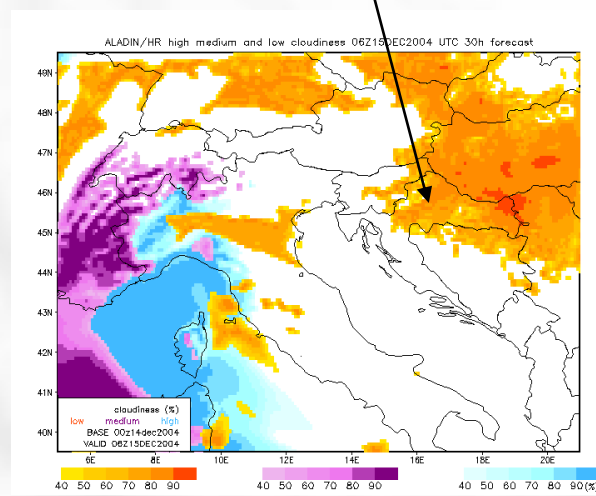 ALADIN/HR high medium and low cloudiness 06Z15DEC2004 UTC 30h forecast
49N
48N
47N
46N
45N
44N
43N
42N
41N
40N
cloudiness (%)
low medium high
BASE 00z14dec2004
VALID 06Z15DEC2004
6E 8E 10E 12E 14E 16E 18E 20E
40 50 60 70 80 90 40 50 60 70 80 90 40 50 60 70 80 90(%)